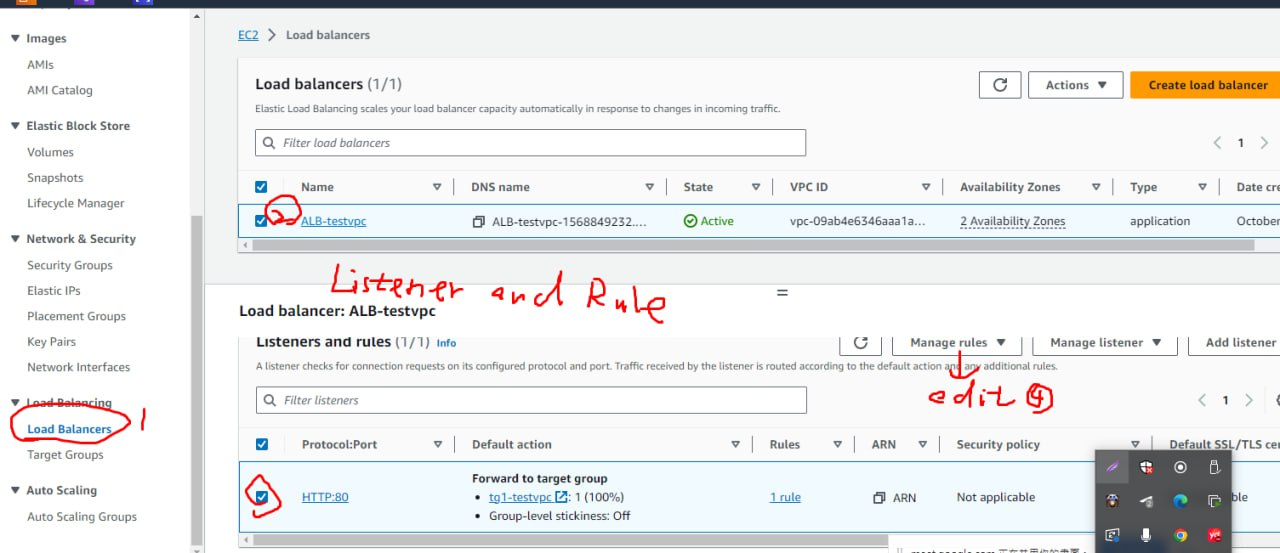 Images
AMIs
AMI Catalog
Elastic Block Store
Volumes
Snapshots
Lifecycle Manager
Network & Security
Security Groups
Elastic IPs
Placement Groups
Key Pairs
Network Interfaces
Load Balancing
Load Balancers 1
Target Groups
Auto Scaling
Auto Scaling Groups
EC2 > Load balancers
Load balancers (1/1)
Actions
Create load balancer
Elastic Load Balancing scales your load balancer capacity automatically in response to changes in incoming traffic.
Filter load balancers
1
Name DNS name State VPC ID Availability Zones Type Date cre
2 ALB-testvpc ALB-testvpc-1568849232.... Active vpc-09ab4e6346aaa1a... 2 Availability Zones application October
Listener and Rule
Load balancer: ALB-testvpc
Listeners and rules (1/1) Info
Manage rules Manage listener Add listener
A listener checks for connection requests on its configured protocol and port. Traffic received by the listener is routed according to the default action and any additional rules.
edit 4
Filter listeners
1
Protocol:Port Default action Rules ARN Security policy Default SSL/TLS cer
HTTP:80
Forward to target group
tg1-testvpc : 1 (100%)
Group-level stickiness: Off
1 rule
ARN
Not applicable